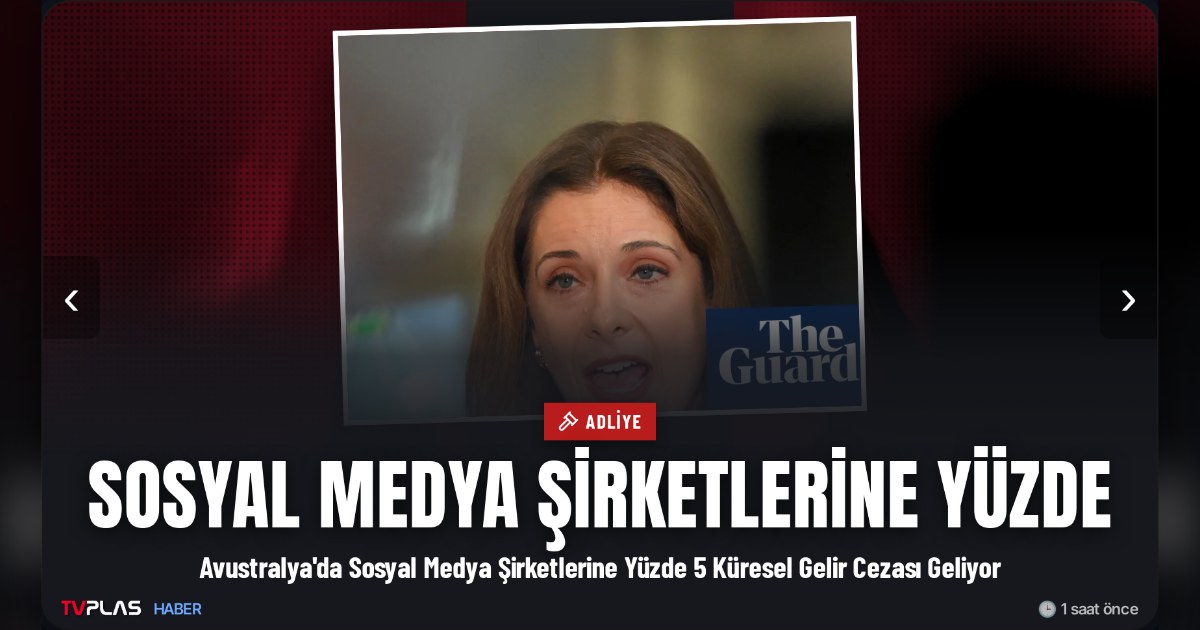 The
Guard
ADLİYE
SOSYAL MEDYA ŞİRKETLERİNE YÜZDE
Avustralya'da Sosyal Medya Şirketlerine Yüzde 5 Küresel Gelir Cezası Geliyor
TVPLAS HABER
1 saat önce